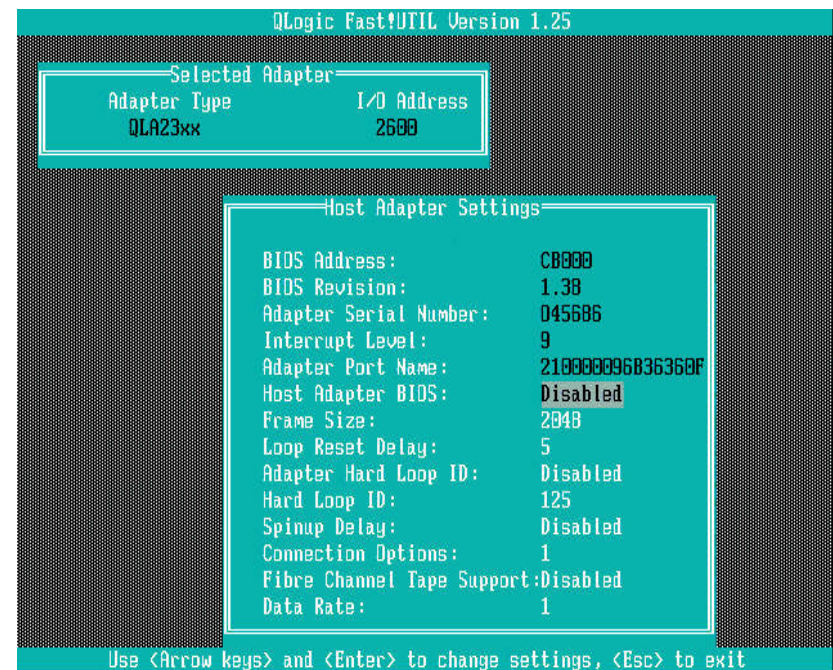 QLogic Fast!UTIL Version 1.25
Selected Adapter
Adapter Type I/O Address
QLA23xx 2600
Host Adapter Settings
BIOS Address: CB000
BIOS Revision: 1.38
Adapter Serial Number: D45686
Interrupt Level: 9
Adapter Port Name: 210000096B36360F
Host Adapter BIOS: Disabled
Frame Size: 2048
Loop Reset Delay: 5
Adapter Hard Loop ID: Disabled
Hard Loop ID: 125
Spinup Delay: Disabled
Connection Options: 1
Fibre Channel Tape Support:Disabled
Data Rate: 1
Use <Arrow keys> and <Enter> to change settings, <Esc> to exit